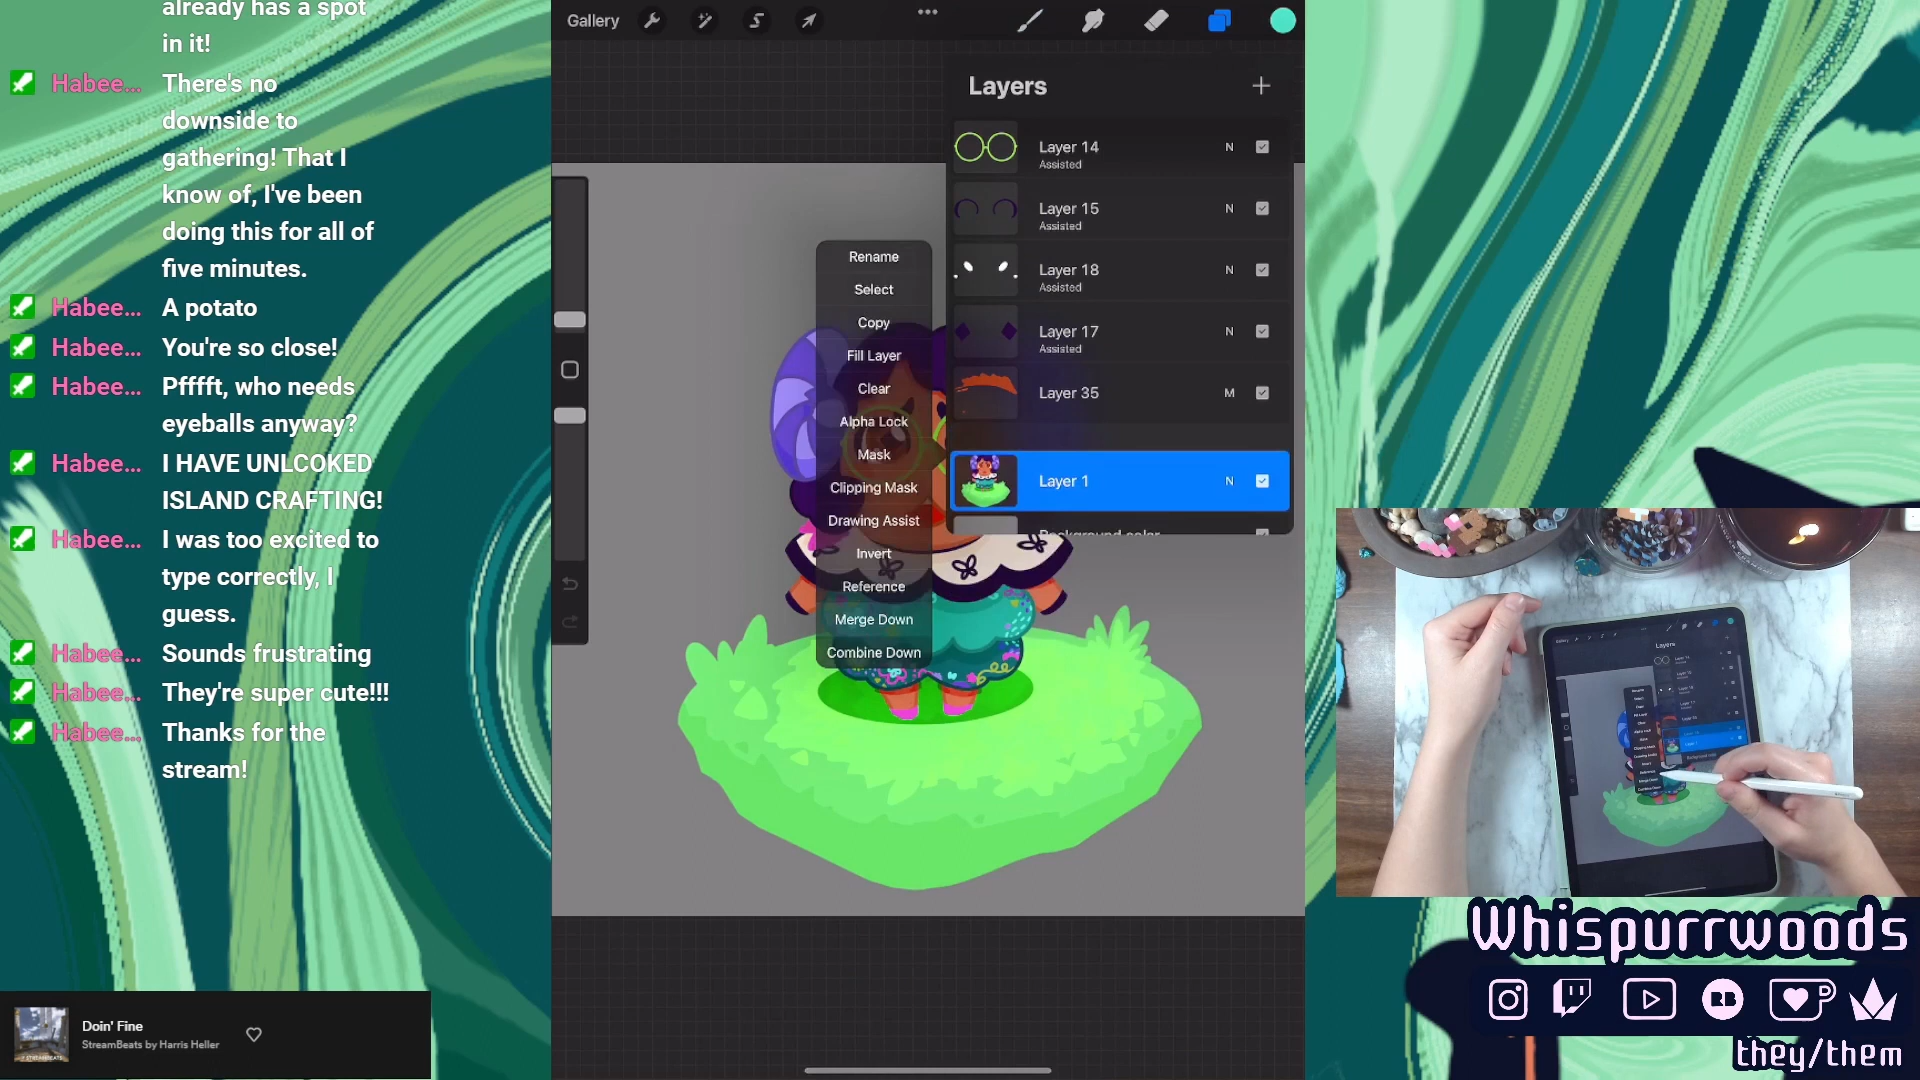 already has a spot
in it!
Habee... There's no
downside to
gathering! That I
know of, I've been
doing this for all of
five minutes.
Habee... A potato
Habee... You're so close!
Habee... Pfffft, who needs
eyeballs anyway?
Habee... I HAVE UNLCOKED
ISLAND CRAFTING!
Habee... I was too excited to
type correctly, I
guess.
Habee... Sounds frustrating
Habee... They're super cute!!!
Habee... Thanks for the
stream!
Doin' Fine
StreamBeats by Harris Heller
Gallery
Layers
Layer 14 N
Assisted
Layer 15 N
Assisted
Layer 18 N
Assisted
Layer 17 N
Assisted
Layer 35 M
Layer 1 N
Background color
Rename
Select
Copy
Fill Layer
Clear
Alpha Lock
Mask
Clipping Mask
Drawing Assist
Invert
Reference
Merge Down
Combine Down
Layers
Whispurrwoods
RB
they/them